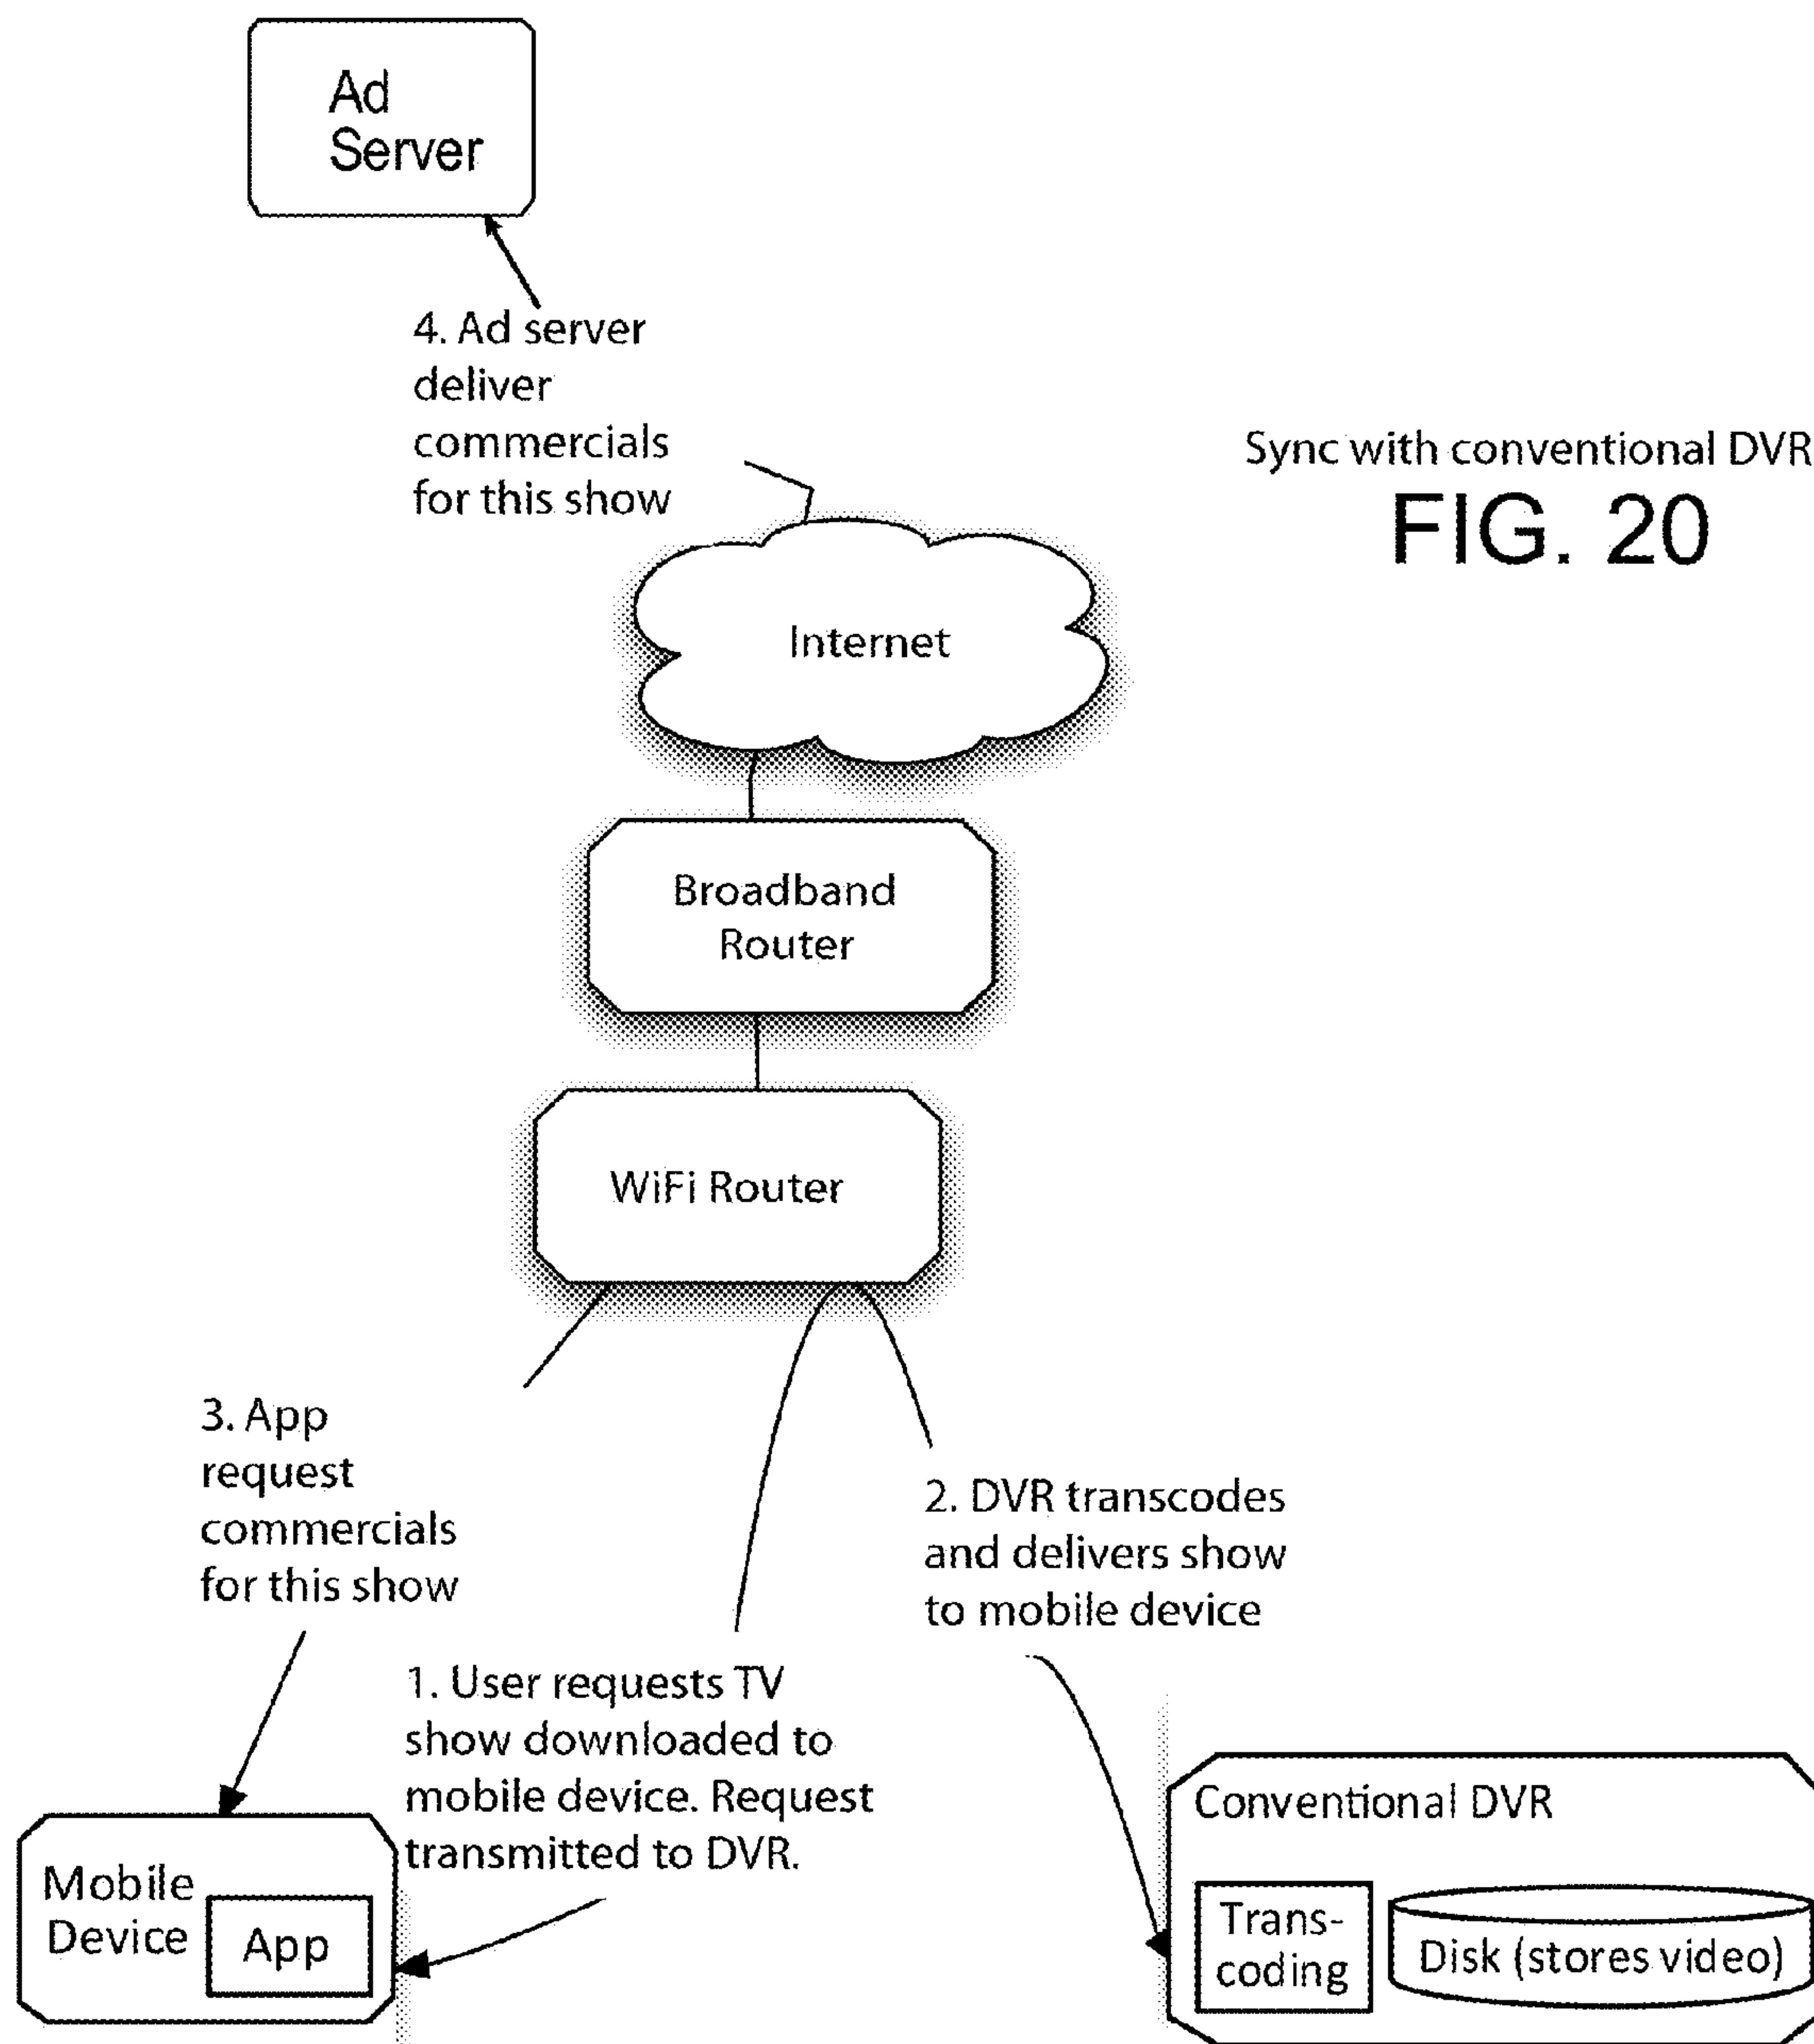 Ad
Server
4. Ad server
deliver
commercials
for this show
Sync with conventional DVR
FIG. 20
Internet
Broadband
Router
WiFi Router
3. App
request
commercials
for this show
2. DVR transcodes
and delivers show
to mobile device
1. User requests TV
show downloaded to
mobile device. Request
transmitted to DVR.
Mobile
Device
App
Conventional DVR
Trans-
coding
Disk (stores video)